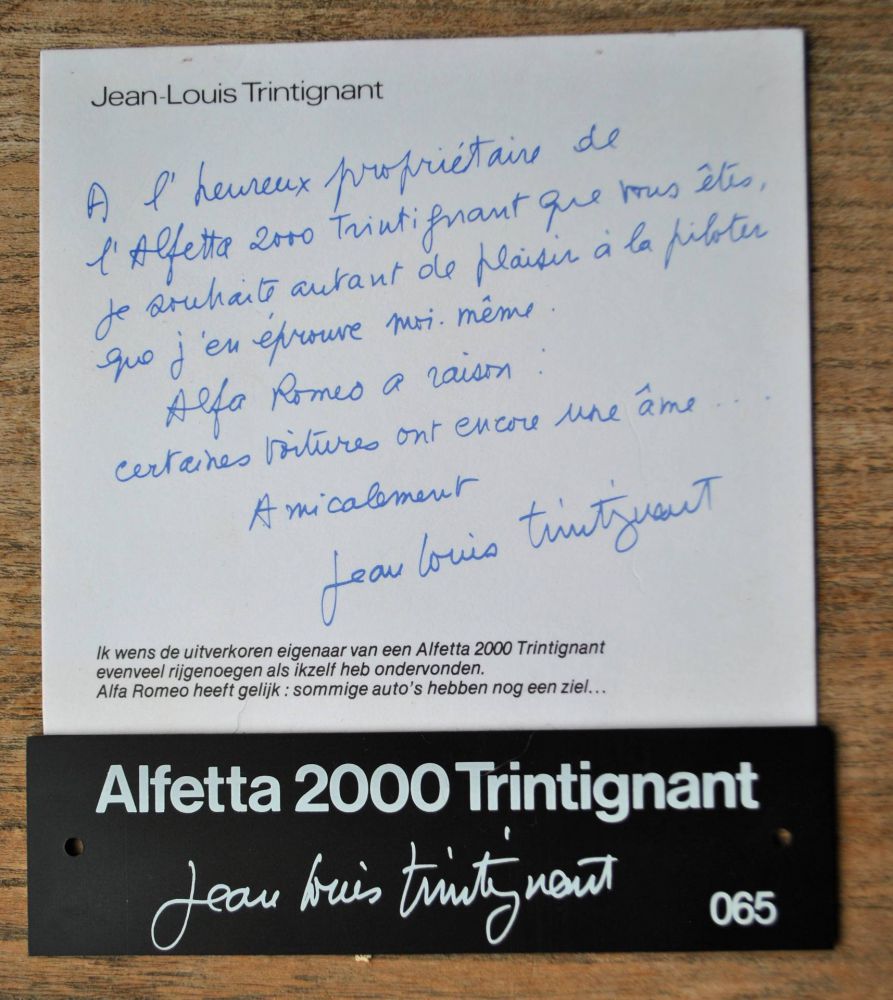 Jean-Louis Trintignant
A l'heureux propriétaire de
l'Alfetta 2000 Trintignant que vous êtes,
je souhaite autant de plaisir à la piloter
que j'en éprouve moi-même.
Alfa Romeo a raison :
certaines voitures ont encore une âme....
Amicalement
Jean Louis Trintignant
Ik wens de uitverkoren eigenaar van een Alfetta 2000 Trintignant
evenveel rijgenoegen als ikzelf heb ondervonden.
Alfa Romeo heeft gelijk : sommige auto's hebben nog een ziel...
Alfetta 2000 Trintignant
Jean Louis Trintignant
065